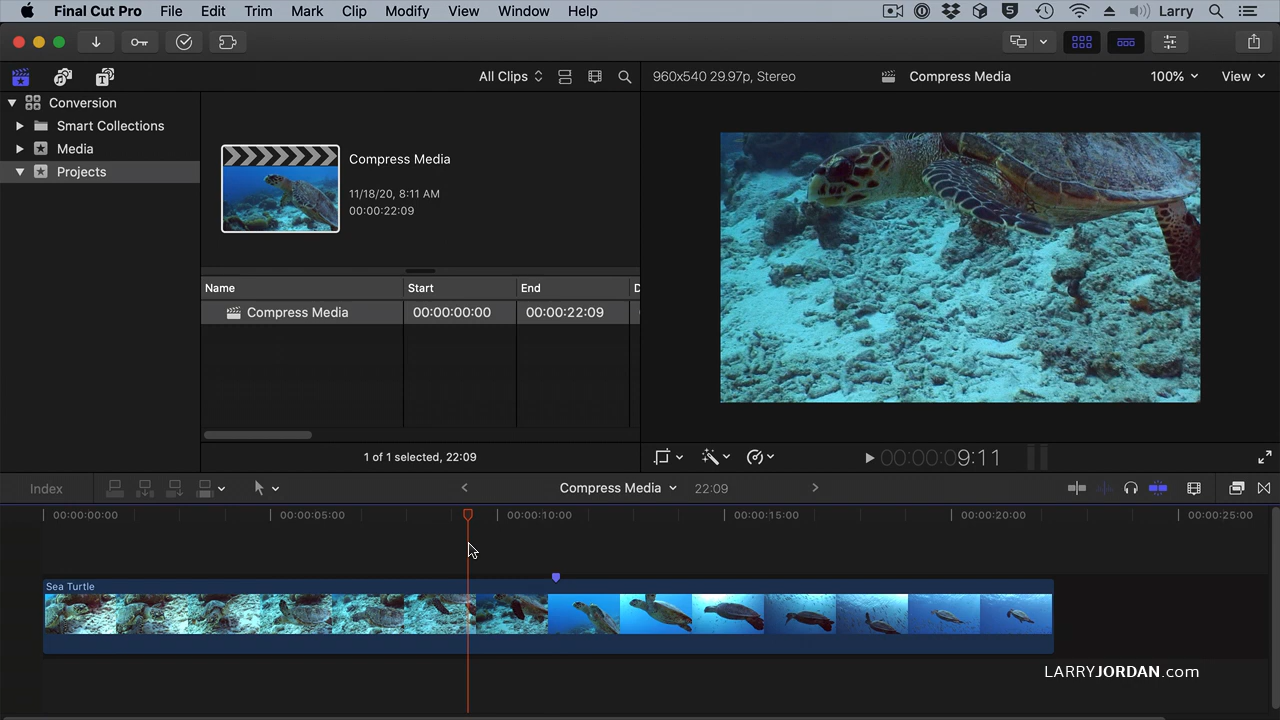 Final Cut Pro File Edit Trim Mark Clip Modify View Window Help Larry
All Clips 960x540 29.97p, Stereo Compress Media 100% View
Conversion
Smart Collections
Media
Projects
Compress Media
11/18/20, 8:11 AM
00:00:22:09
Name Start End D
Compress Media 00:00:00:00 00:00:22:09
1 of 1 selected, 22:09
00:00:09:11
Index Compress Media 22:09
00:00:00:00 00:00:05:00 00:00:10:00 00:00:15:00 00:00:20:00 00:00:25:00
Sea Turtle
LARRYJORDAN.com